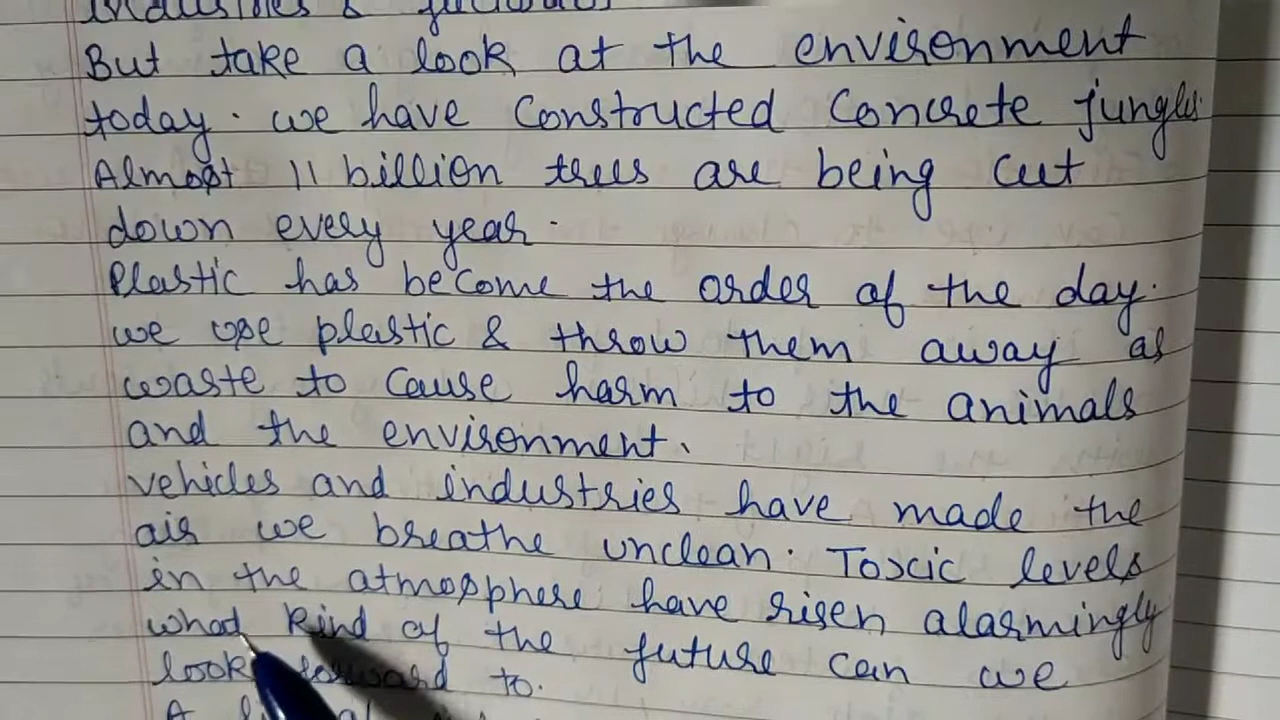 industries &
But take a look at the environment
today. we have constructed concrete jungles.
Almost 11 billion trees are being cut
down every year.
Plastic has become the order of the day.
we use plastic & throw them away as
waste to cause harm to the animals
and the environment.
vehicles and industries have made the
air we breathe unclean. Toxic levels
in the atmosphere have risen alarmingly
what kind of the future can we
look forward to.
A